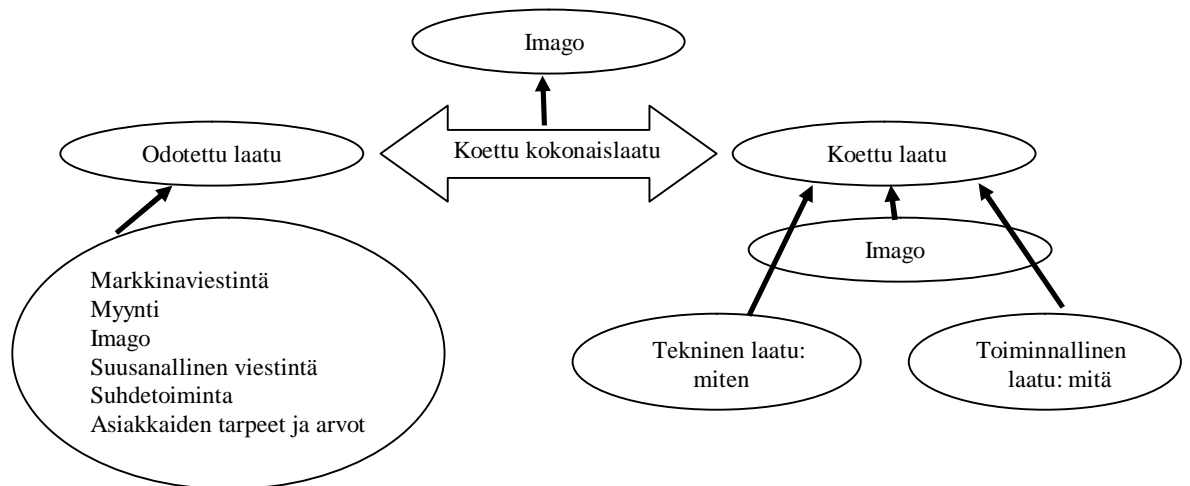 Imago
Odotettu laatu
Koettu kokonaislaatu
Koettu laatu
Imago
Markkinaviestintä
Myynti
Imago
Suusanallinen viestintä
Suhdetoiminta
Asiakkaiden tarpeet ja arvot
Tekninen laatu:
miten
Toiminnallinen
laatu: mitä